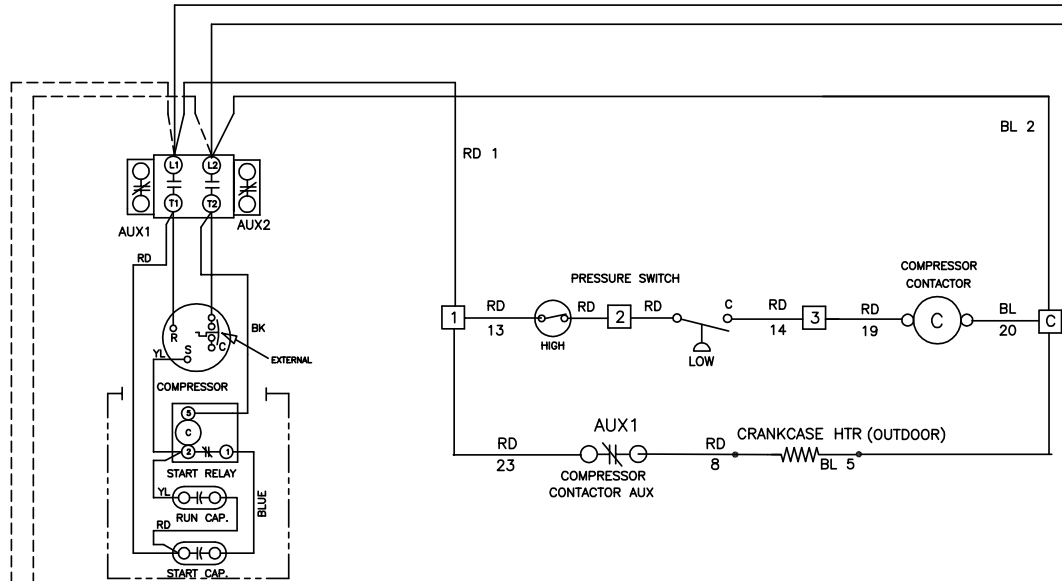 BL 2
RD 1
L1
L2
T1
T2
AUX1
AUX2
RD
COMPRESSOR
CONTACTOR
PRESSURE SWITCH
1
RD
13
HIGH
RD
2
RD
C
LOW
RD
14
3
RD
19
C
BL
20
C
BK
R
C
S
YL
EXTERNAL
COMPRESSOR
5
C
2
1
START RELAY
YL
RUN CAP.
BLUE
RD
START CAP.
AUX1
RD
23
COMPRESSOR
CONTACTOR AUX
RD
8
CRANKCASE HTR (OUTDOOR)
BL 5